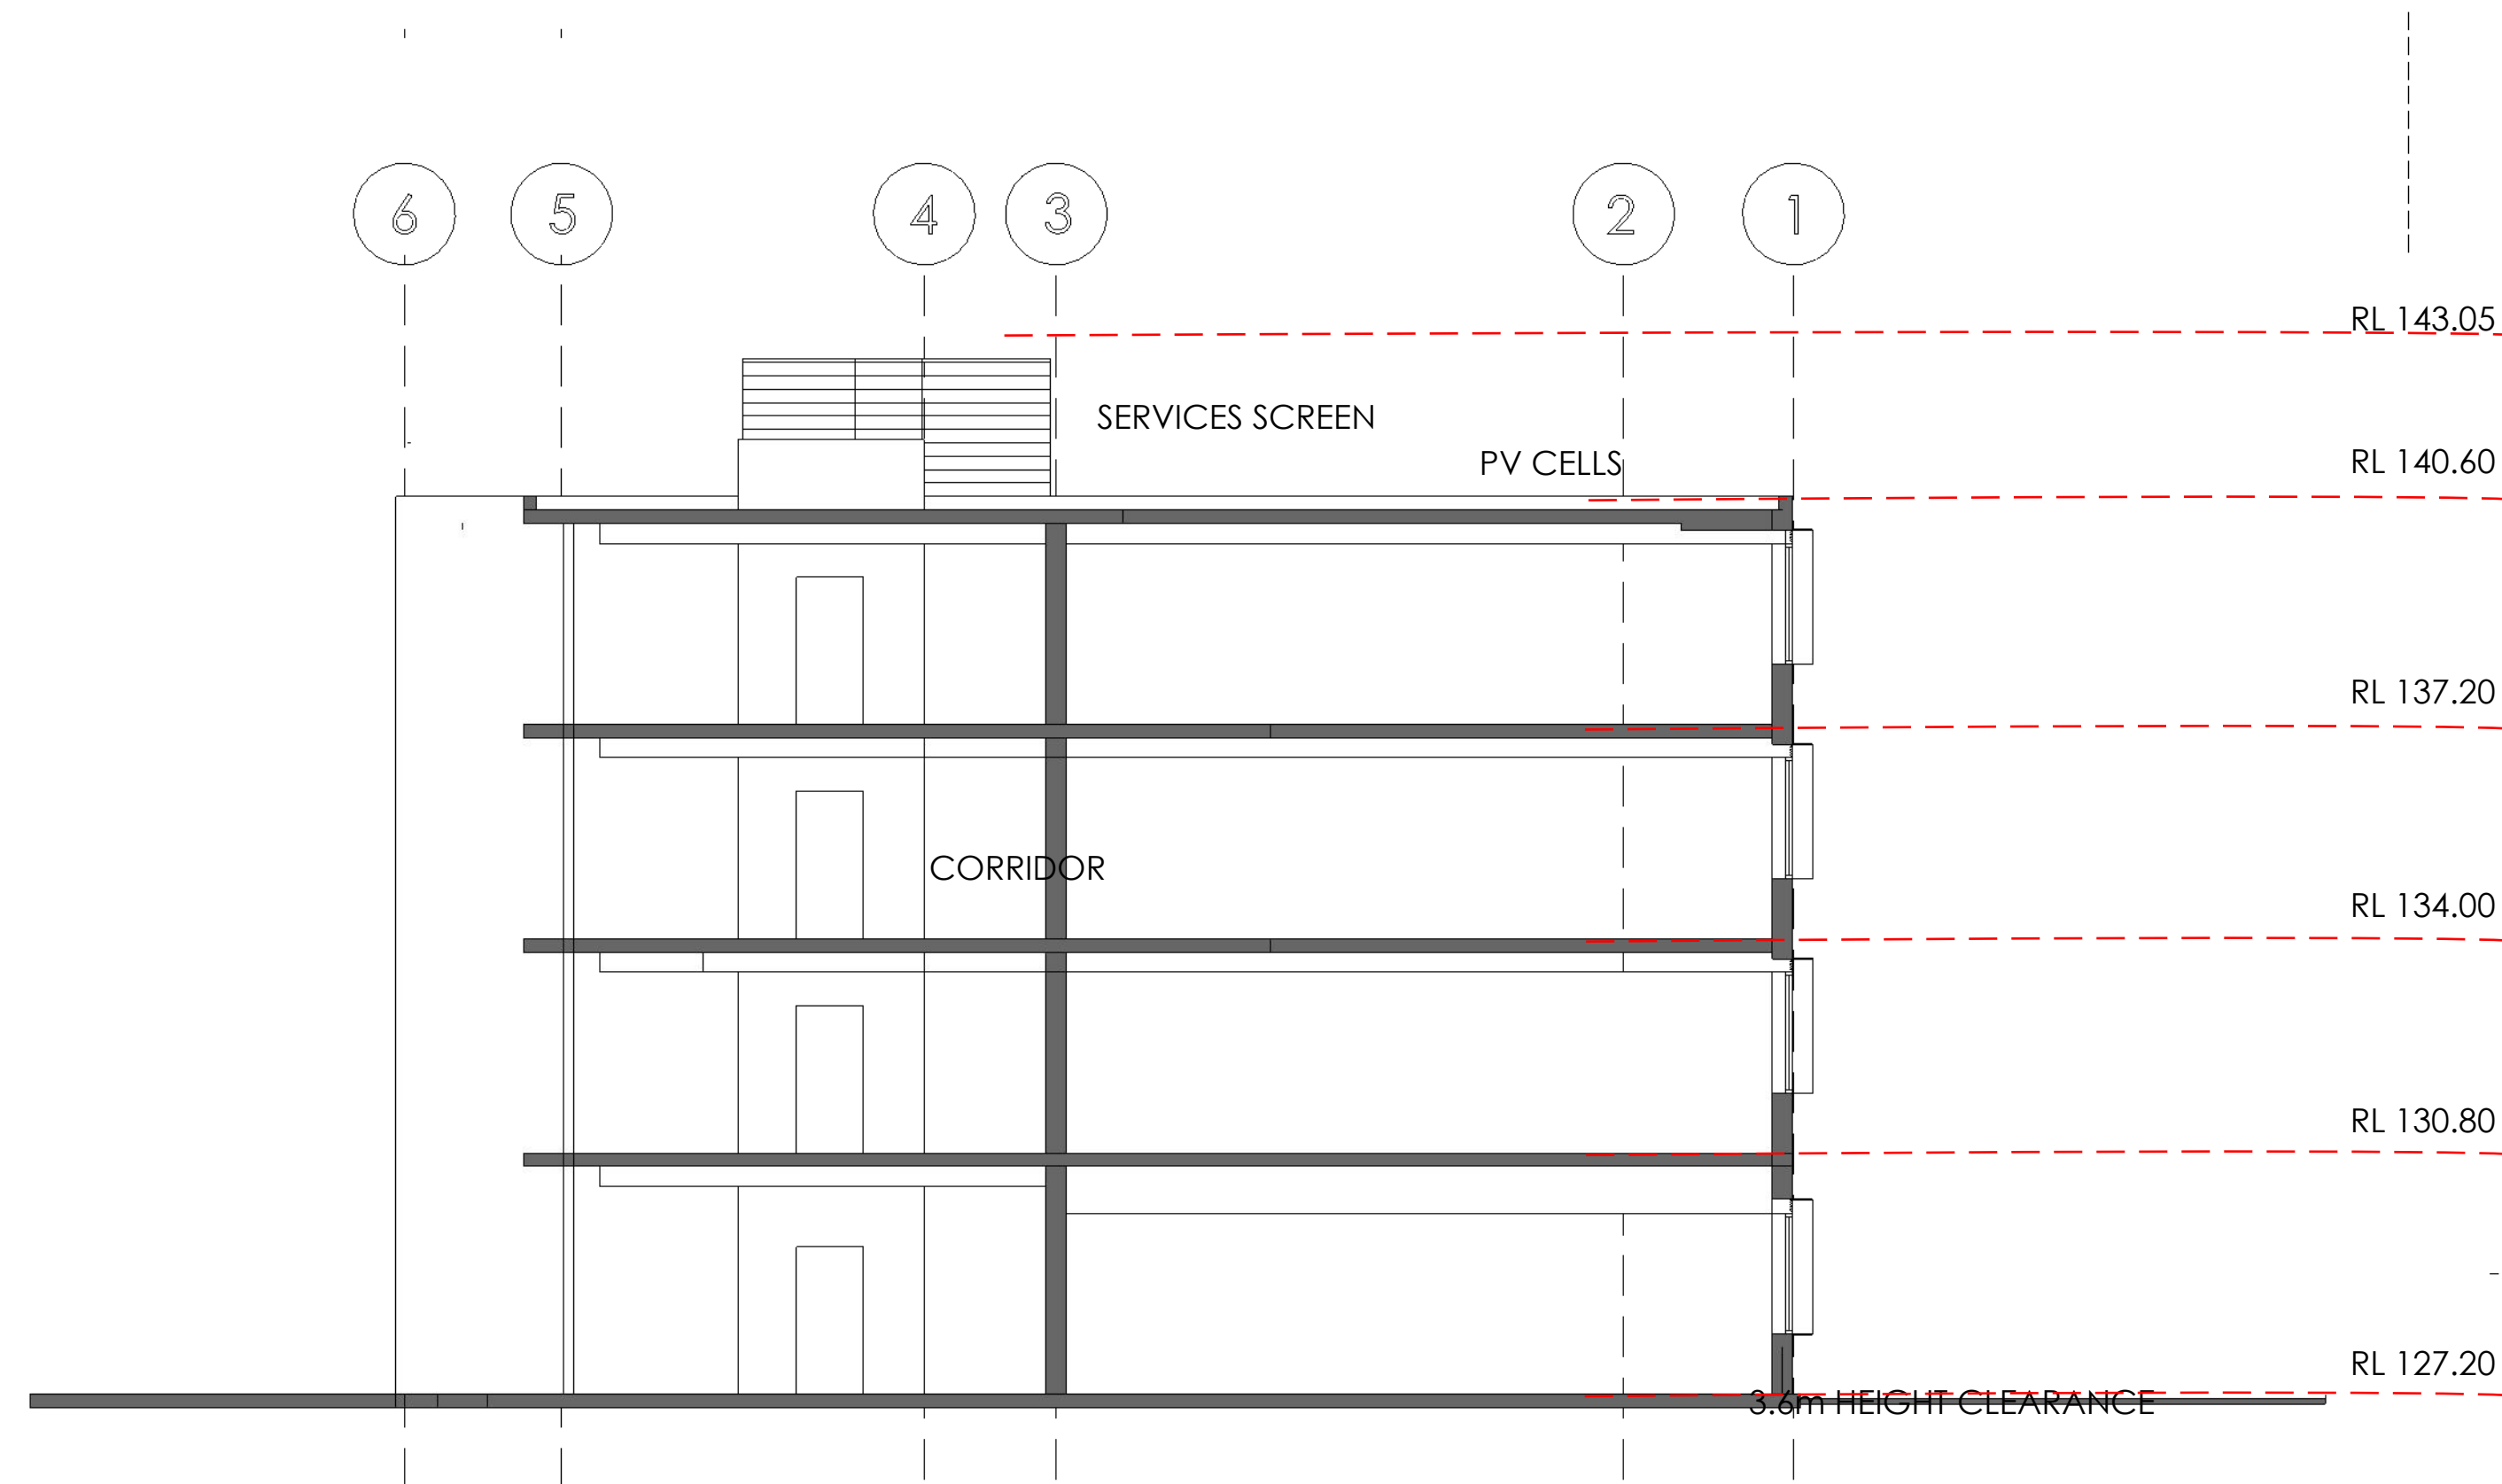 6 5 4 3 2 1
RL 143.05
SERVICES SCREEN
PV CELLS
RL 140.60
RL 137.20
CORRIDOR
RL 134.00
RL 130.80
RL 127.20
3.6m HEIGHT CLEARANCE